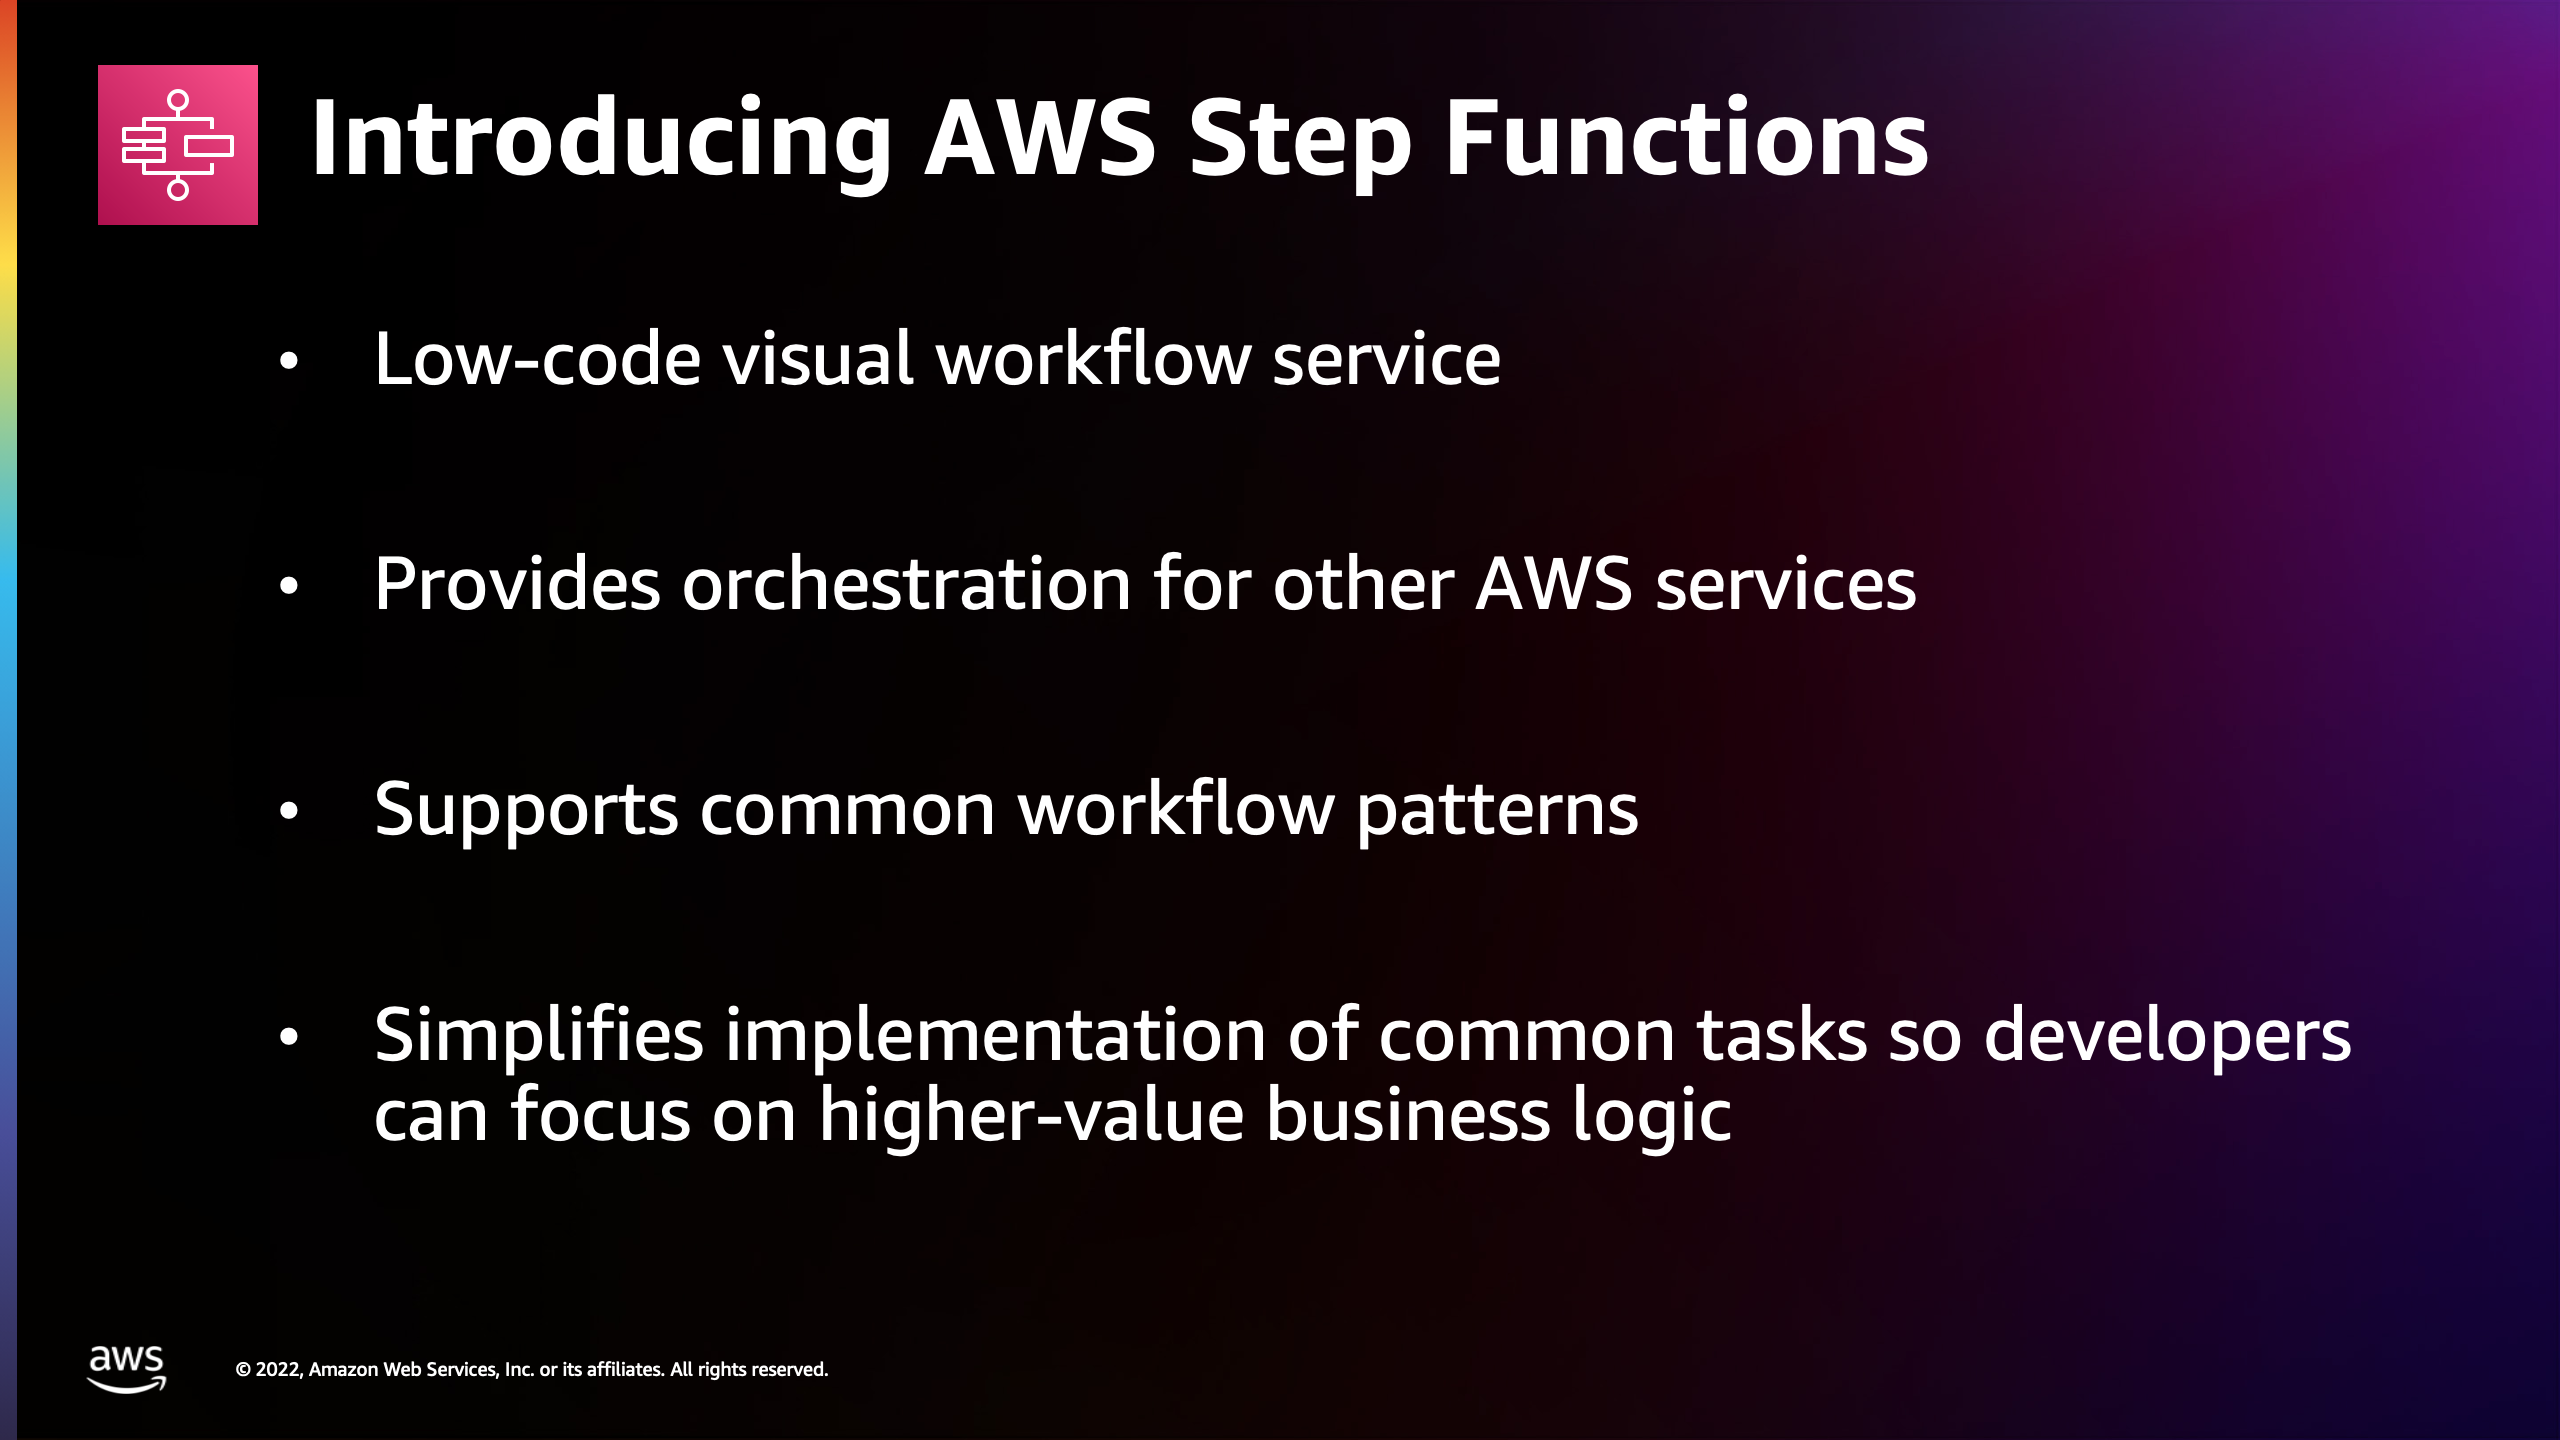 Introducing AWS Step Functions
• Low-code visual workflow service
• Provides orchestration for other AWS services
• Supports common workflow patterns
• Simplifies implementation of common tasks so developers
can focus on higher-value business logic
aws
© 2022, Amazon Web Services, Inc. or its affiliates. All rights reserved.